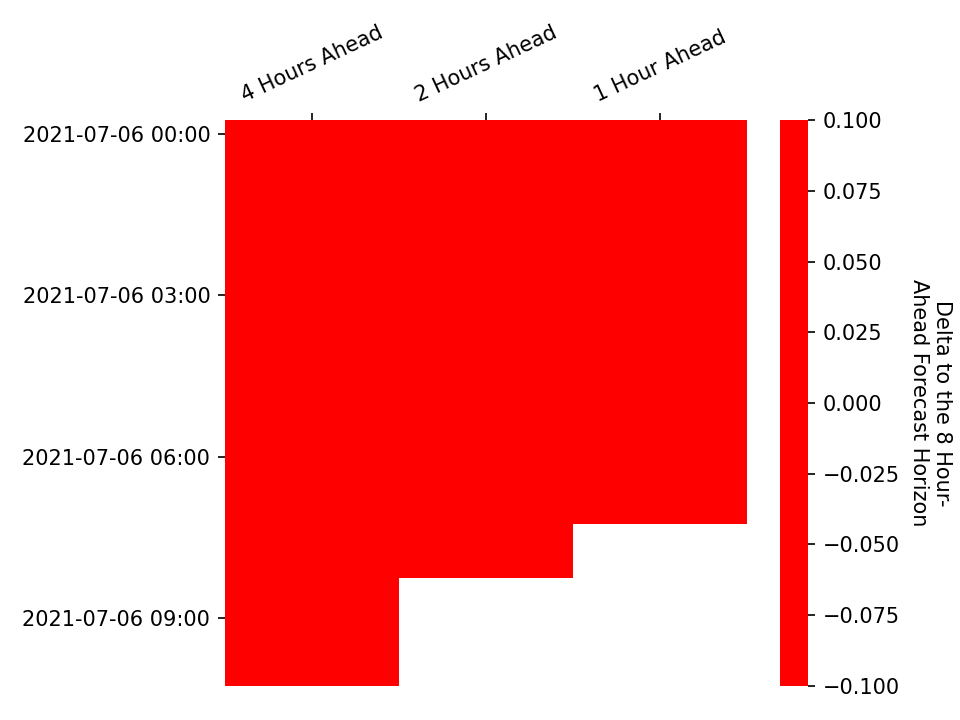 4 Hours Ahead
2 Hours Ahead
1 Hour Ahead
2021-07-06 00:00
2021-07-06 03:00
2021-07-06 06:00
2021-07-06 09:00
0.100
0.075
0.050
0.025
0.000
−0.025
−0.050
−0.075
−0.100
Delta to the 8 Hour-
Ahead Forecast Horizon